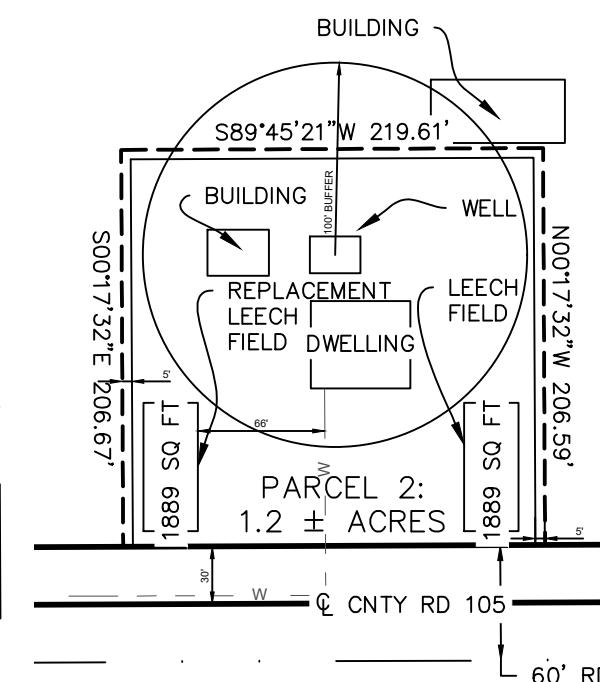 BUILDING
S89°45'21"W 219.61'
100' BUFFER
BUILDING
WELL
S00°17'32"E 206.67'
N00°17'32"W 206.59'
REPLACEMENT
LEECH
FIELD
LEECH
FIELD
DWELLING
5'
66'
1889 SQ FT
1889 SQ FT
W
PARCEL 2:
1.2 ± ACRES
5'
30'
W
℄ CNTY RD 105
60' RD